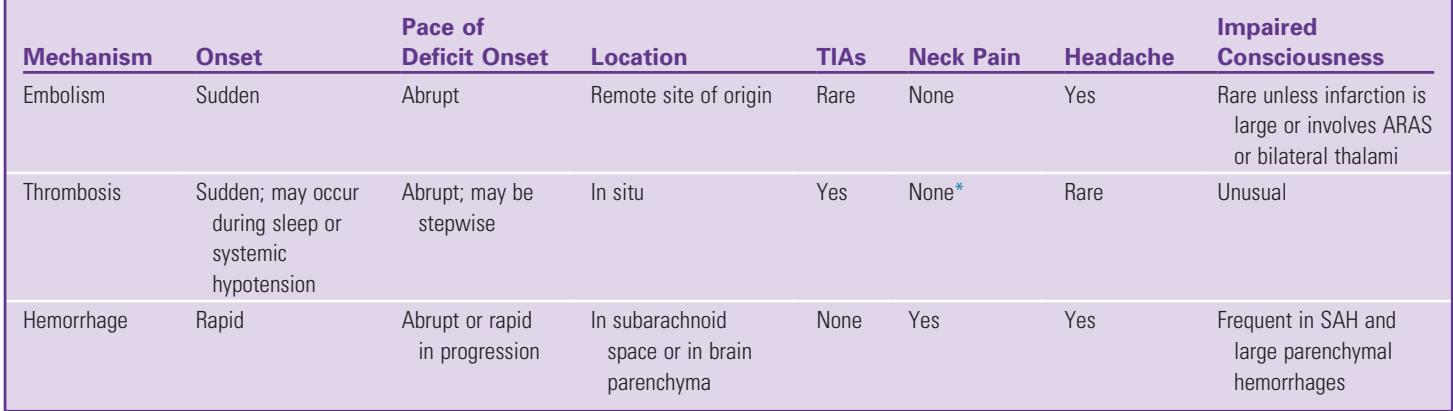 Mechanism
Onset
Pace of
Deficit Onset
Location
TIAs
Neck Pain
Headache
Impaired
Consciousness
Embolism
Sudden
Abrupt
Remote site of origin
Rare
None
Yes
Rare unless infarction is
large or involves ARAS
or bilateral thalami
Thrombosis
Sudden; may occur
during sleep or
systemic
hypotension
Abrupt; may be
stepwise
In situ
Yes
None*
Rare
Unusual
Hemorrhage
Rapid
Abrupt or rapid
in progression
In subarachnoid
space or in brain
parenchyma
None
Yes
Yes
Frequent in SAH and
large parenchymal
hemorrhages